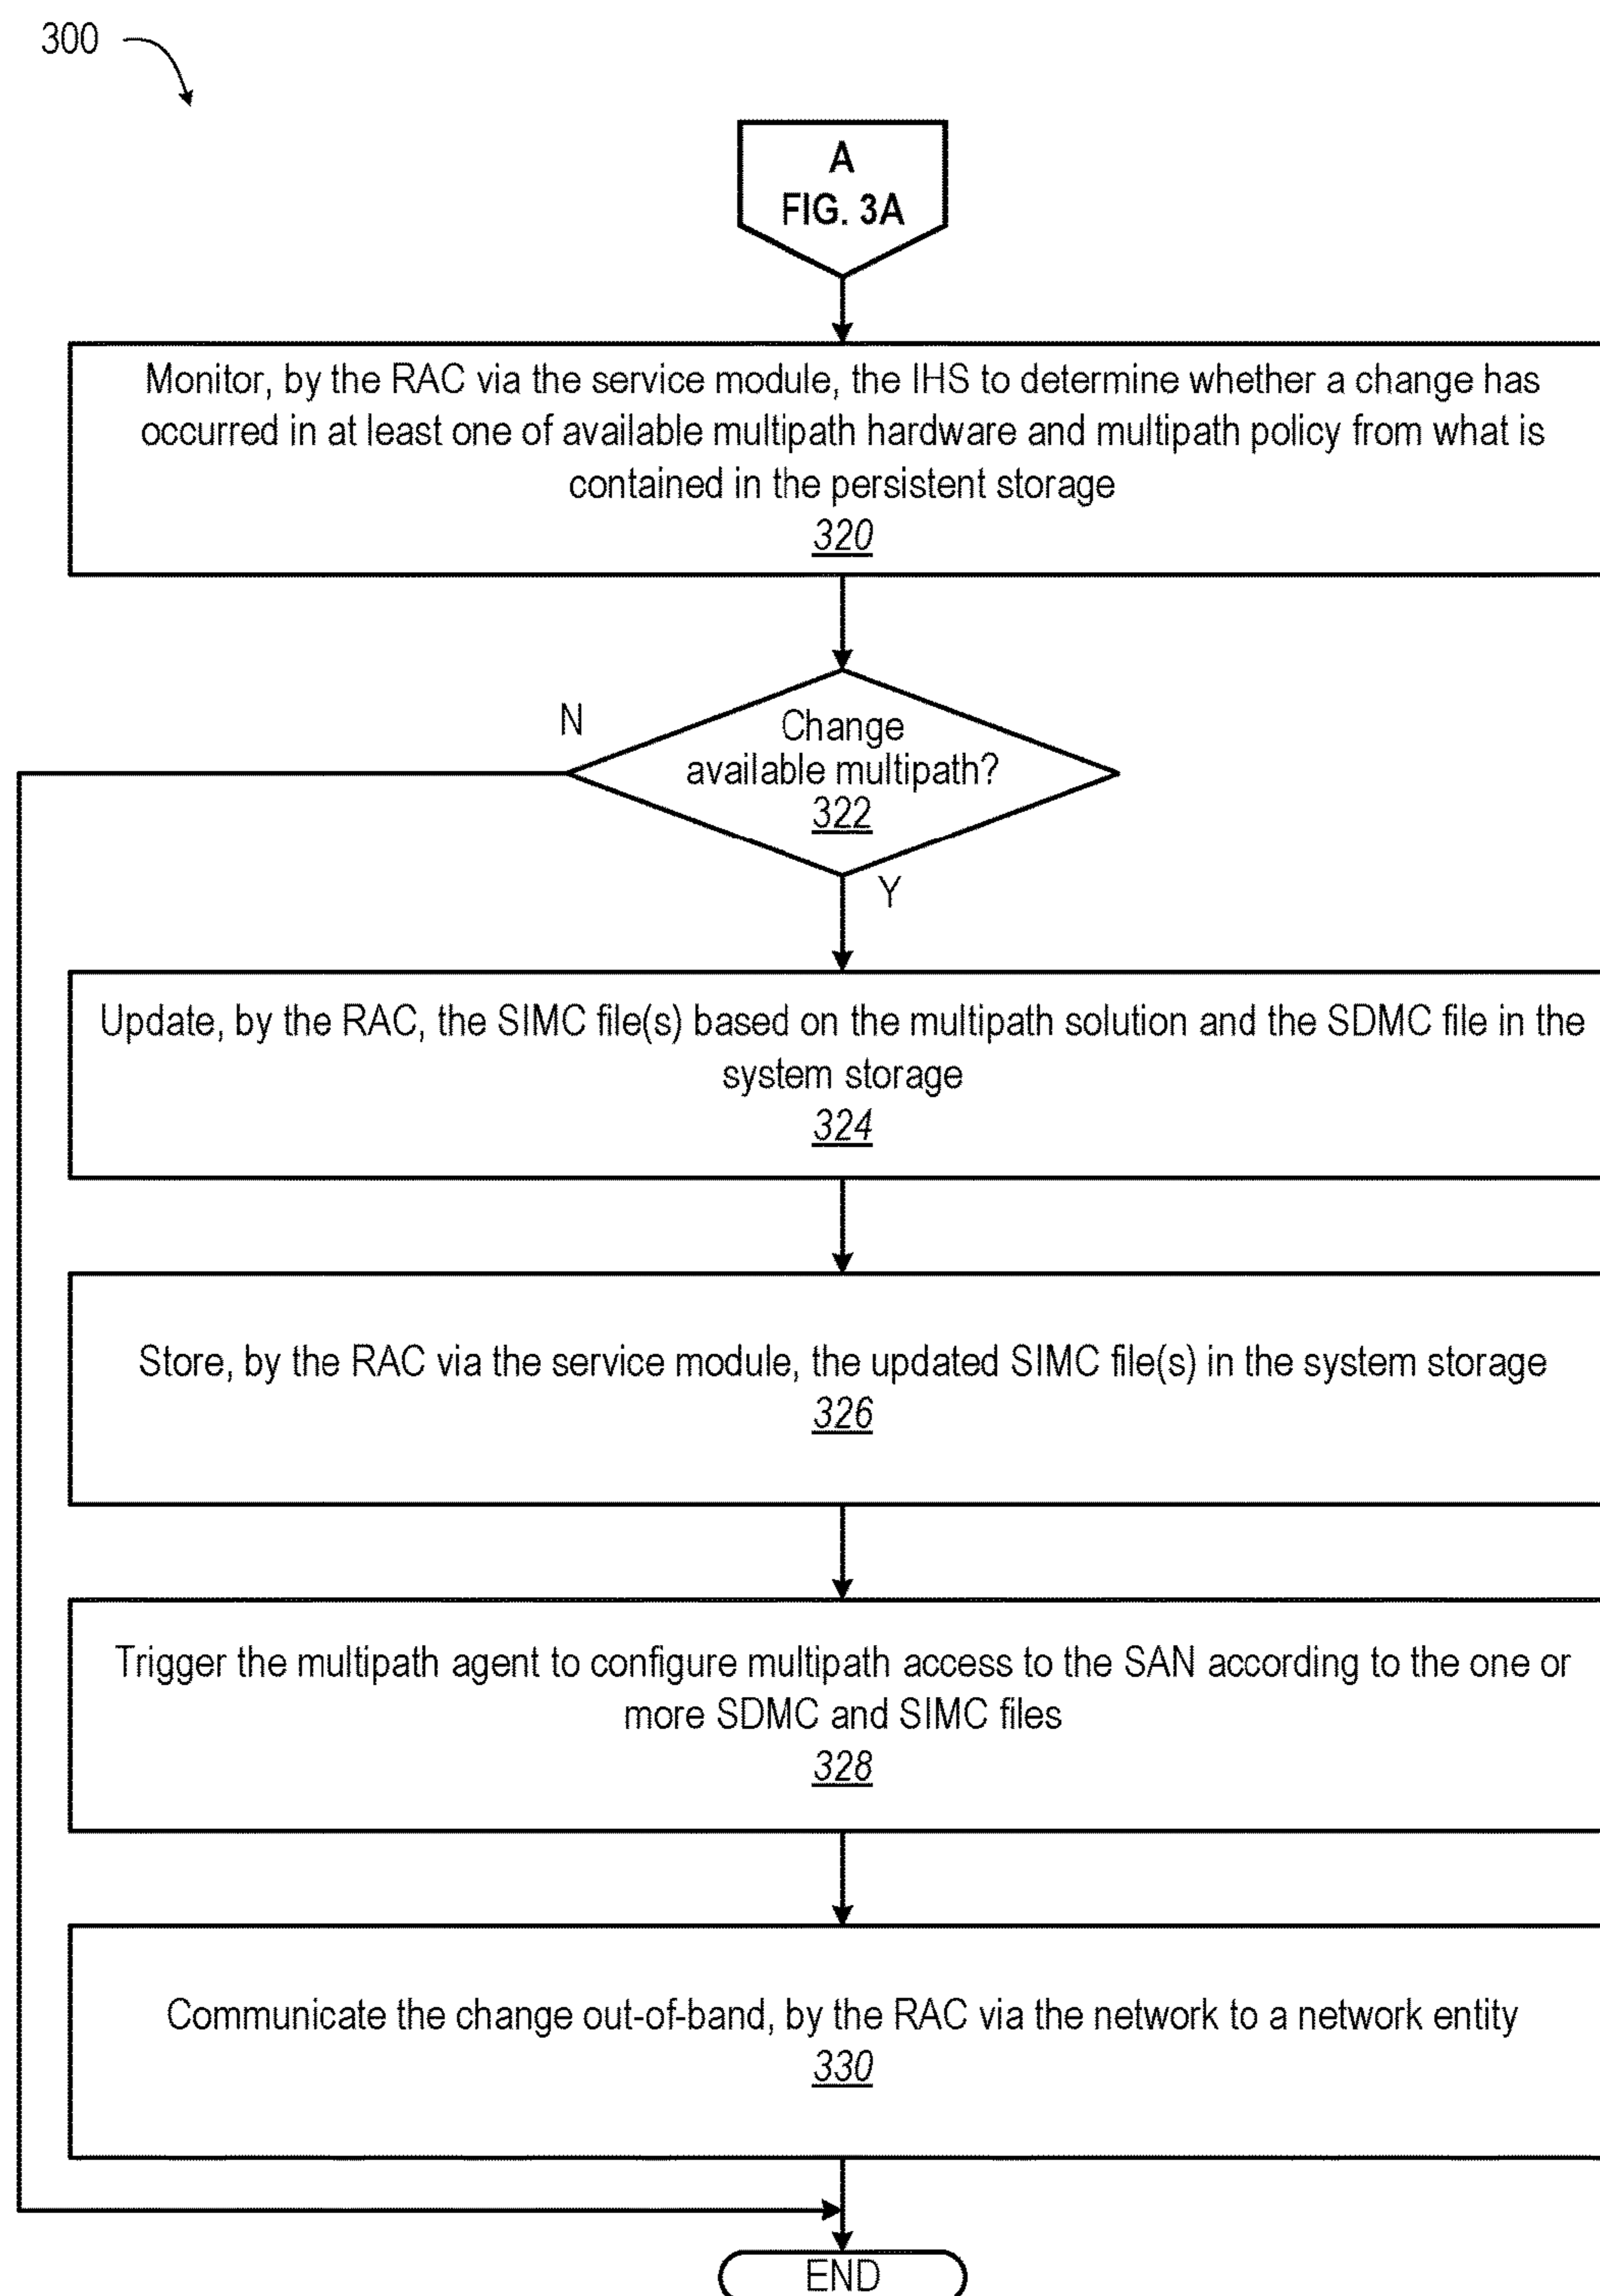 300
A
FIG. 3A
Monitor, by the RAC via the service module, the IHS to determine whether a change has
occurred in at least one of available multipath hardware and multipath policy from what is
contained in the persistent storage
320
Change
available multipath?
322
N
Y
Update, by the RAC, the SIMC file(s) based on the multipath solution and the SDMC file in the
system storage
324
Store, by the RAC via the service module, the updated SIMC file(s) in the system storage
326
Trigger the multipath agent to configure multipath access to the SAN according to the one or
more SDMC and SIMC files
328
Communicate the change out-of-band, by the RAC via the network to a network entity
330
END